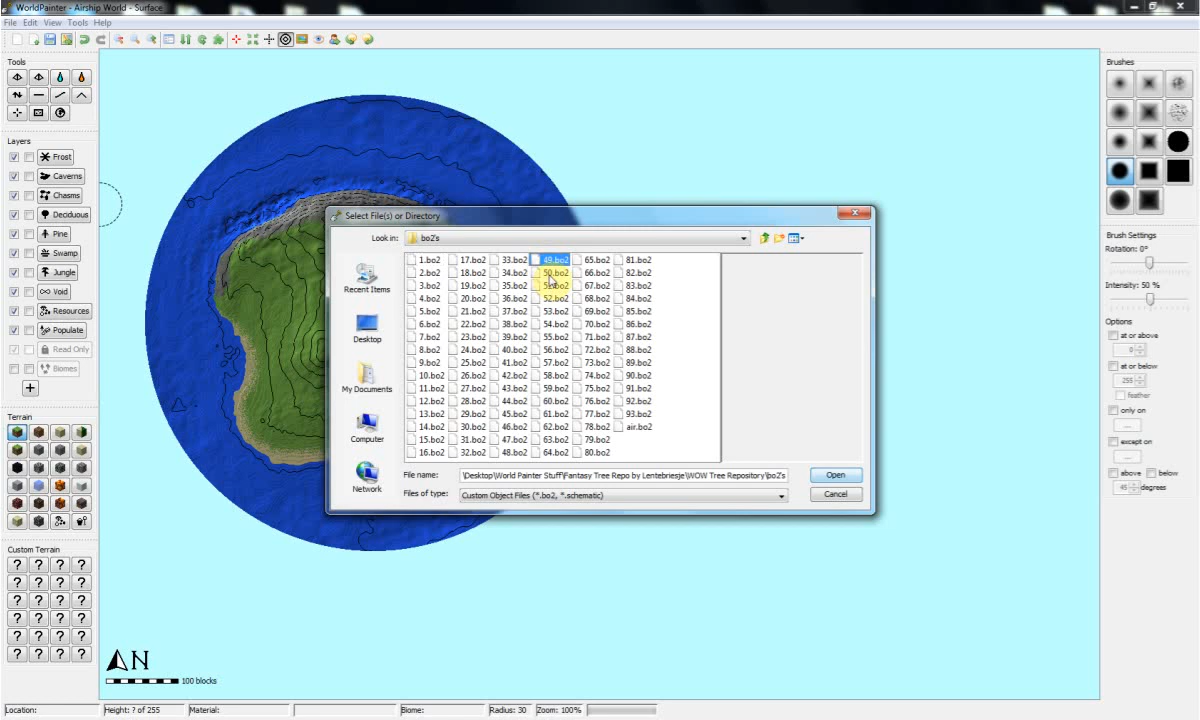 WorldPainter - Airship World - Surface
File Edit View Tools Help
Tools
Layers
Frost
Caverns
Chasms
Deciduous
Pine
Swamp
Jungle
Void
Resources
Populate
Read Only
Biomes
+
Terrain
Custom Terrain
? ? ? ?
? ? ? ?
? ? ? ?
? ? ? ?
? ? ? ?
? ? ? ?
Select File(s) or Directory
Look in: bo2's
Recent Items
Desktop
My Documents
Computer
Network
1.bo2 17.bo2 33.bo2 49.bo2 65.bo2 81.bo2
2.bo2 18.bo2 34.bo2 50.bo2 66.bo2 82.bo2
3.bo2 19.bo2 35.bo2 51.bo2 67.bo2 83.bo2
4.bo2 20.bo2 36.bo2 52.bo2 68.bo2 84.bo2
5.bo2 21.bo2 37.bo2 53.bo2 69.bo2 85.bo2
6.bo2 22.bo2 38.bo2 54.bo2 70.bo2 86.bo2
7.bo2 23.bo2 39.bo2 55.bo2 71.bo2 87.bo2
8.bo2 24.bo2 40.bo2 56.bo2 72.bo2 88.bo2
9.bo2 25.bo2 41.bo2 57.bo2 73.bo2 89.bo2
10.bo2 26.bo2 42.bo2 58.bo2 74.bo2 90.bo2
11.bo2 27.bo2 43.bo2 59.bo2 75.bo2 91.bo2
12.bo2 28.bo2 44.bo2 60.bo2 76.bo2 92.bo2
13.bo2 29.bo2 45.bo2 61.bo2 77.bo2 93.bo2
14.bo2 30.bo2 46.bo2 62.bo2 78.bo2 air.bo2
15.bo2 31.bo2 47.bo2 63.bo2 79.bo2
16.bo2 32.bo2 48.bo2 64.bo2 80.bo2
File name: \Desktop\World Painter Stuff\Fantasy Tree Repo by Lentebriesje\WOW Tree Repository\bo2's
Open
Files of type: Custom Object Files (*.bo2, *.schematic)
Cancel
N
100 blocks
Brushes
Brush Settings
Rotation: 0°
Intensity: 50 %
Options
at or above
0
at or below
255
feather
only on
...
except on
...
above below
45 degrees
Location: Height: ? of 255 Material: Biome: Radius: 30 Zoom: 100%